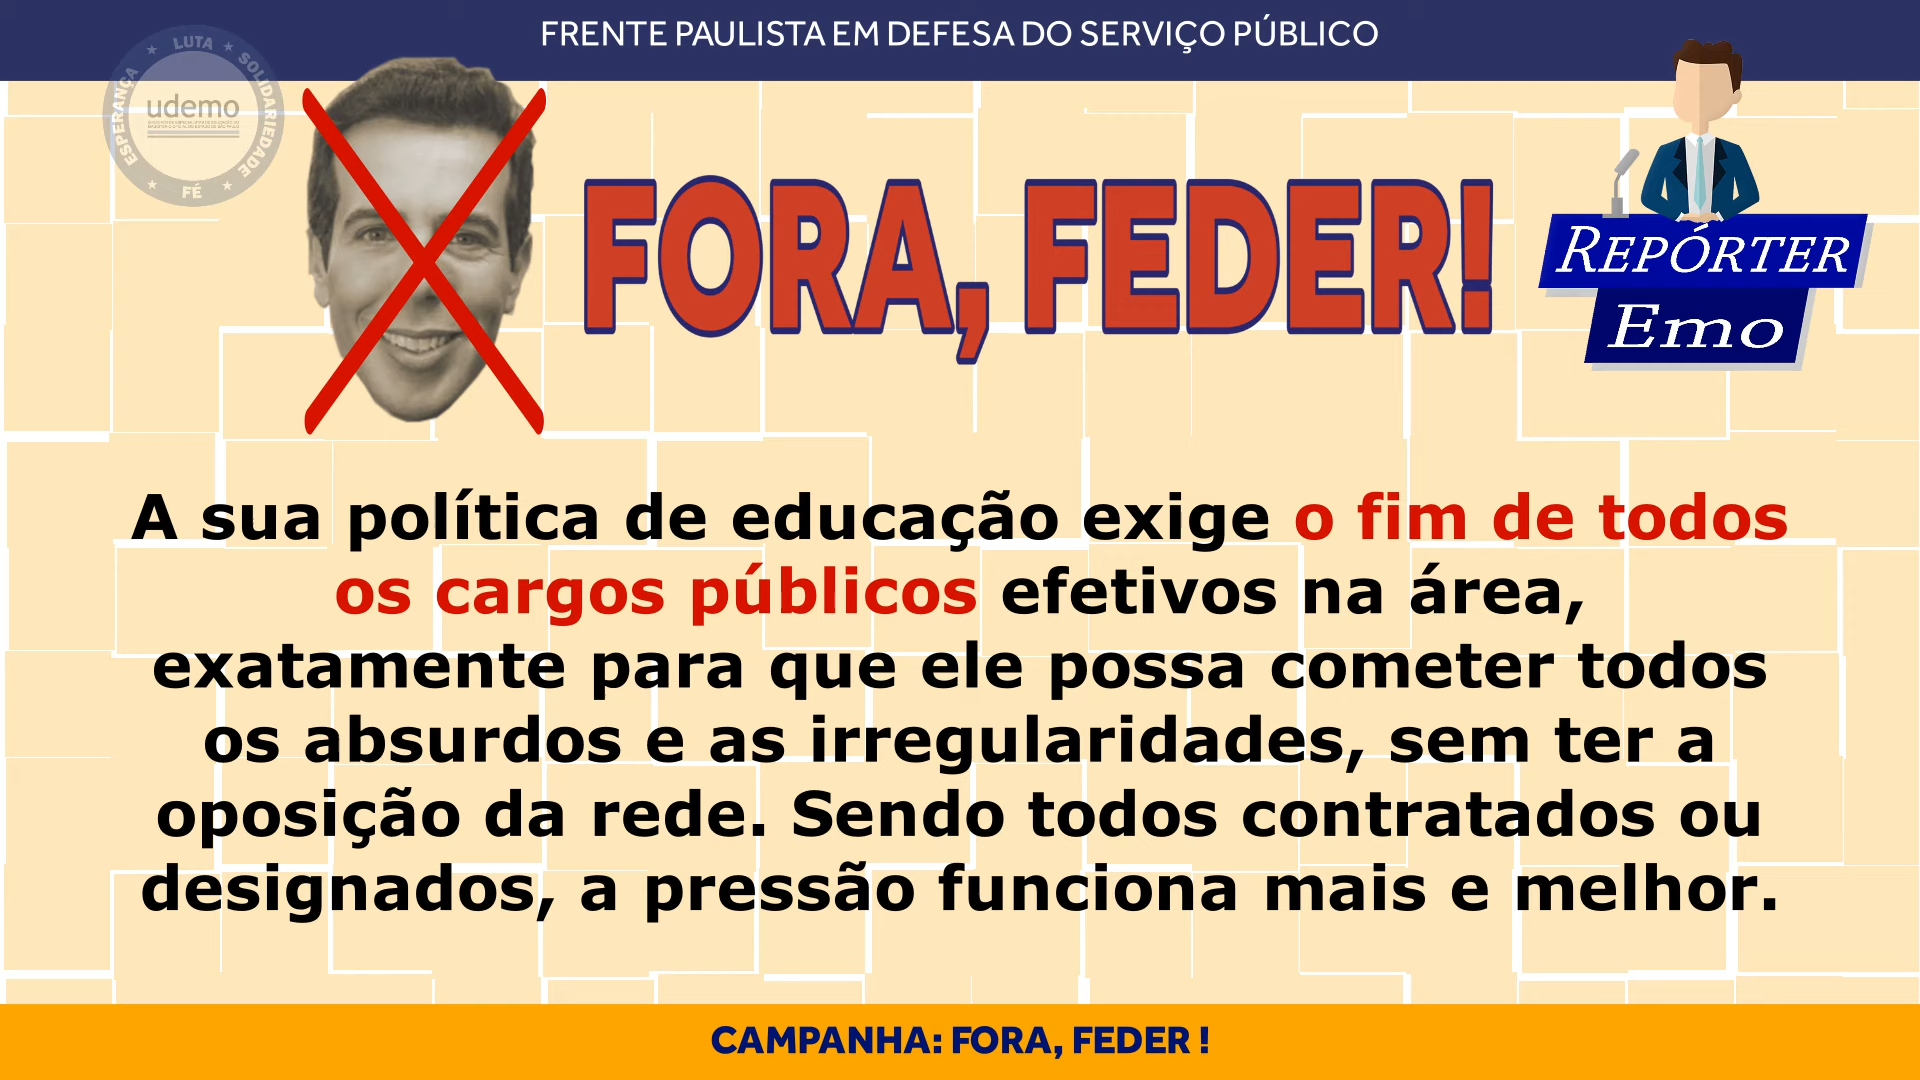 FRENTE PAULISTA EM DEFESA DO SERVIÇO PÚBLICO
LUTA
ESPERANÇA
SOLIDARIEDADE
udemo
FÉ
FORA, FEDER!
REPÓRTER
Emo
A sua política de educação exige o fim de todos
os cargos públicos efetivos na área,
exatamente para que ele possa cometer todos
os absurdos e as irregularidades, sem ter a
oposição da rede. Sendo todos contratados ou
designados, a pressão funciona mais e melhor.
CAMPANHA: FORA, FEDER !